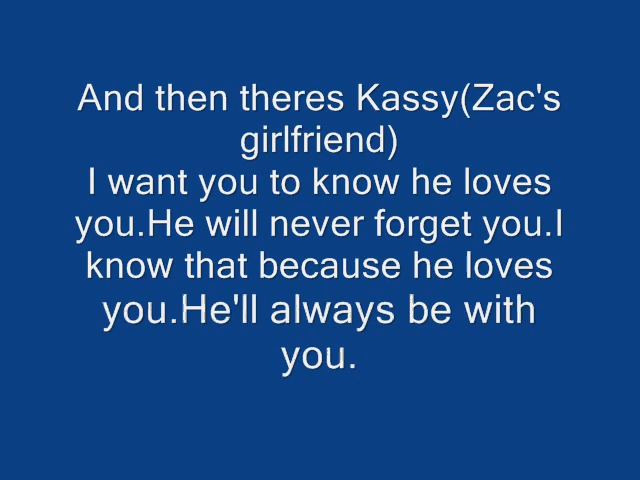 And then theres Kassy(Zac's
girlfriend)
I want you to know he loves
you.He will never forget you.I
know that because he loves
you.He'll always be with
you.